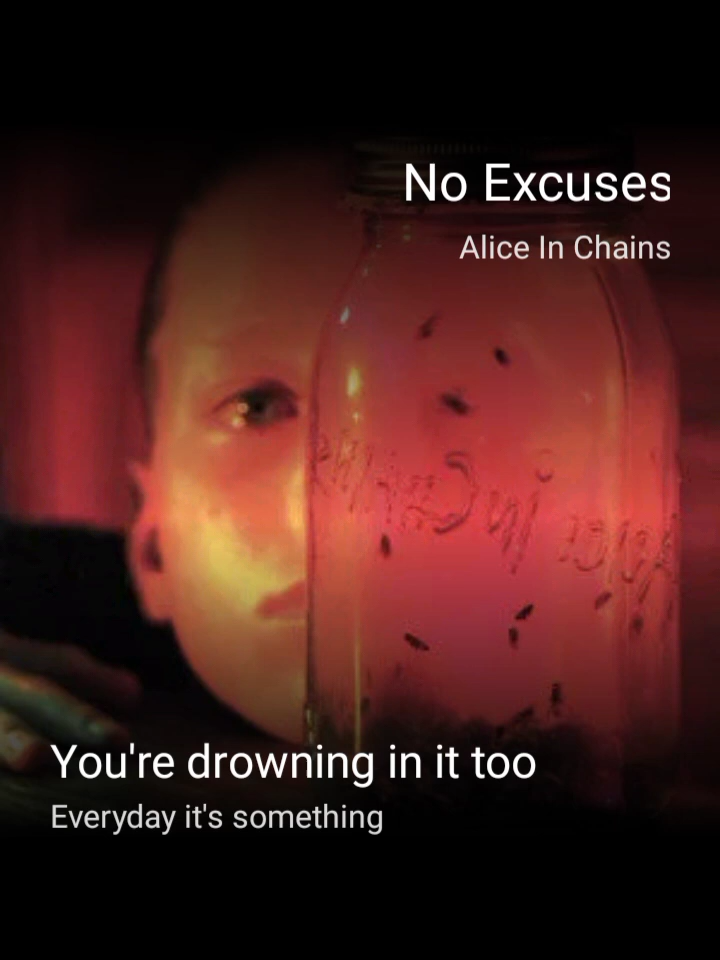 No Excuses
Alice In Chains
You're drowning in it too
Everyday it's something